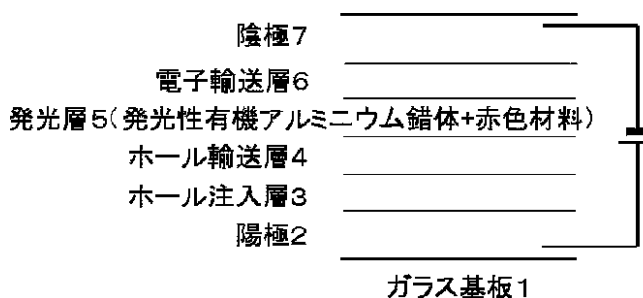 陰極7
電子輸送層6
発光層5(発光性有機アルミニウム錯体+赤色材料)
ホール輸送層4
ホール注入層3
陽極2
ガラス基板1